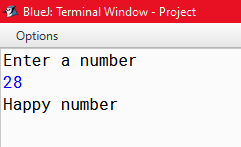 BlueJ: Terminal Window - Project
Options
Enter a number
28
Happy number